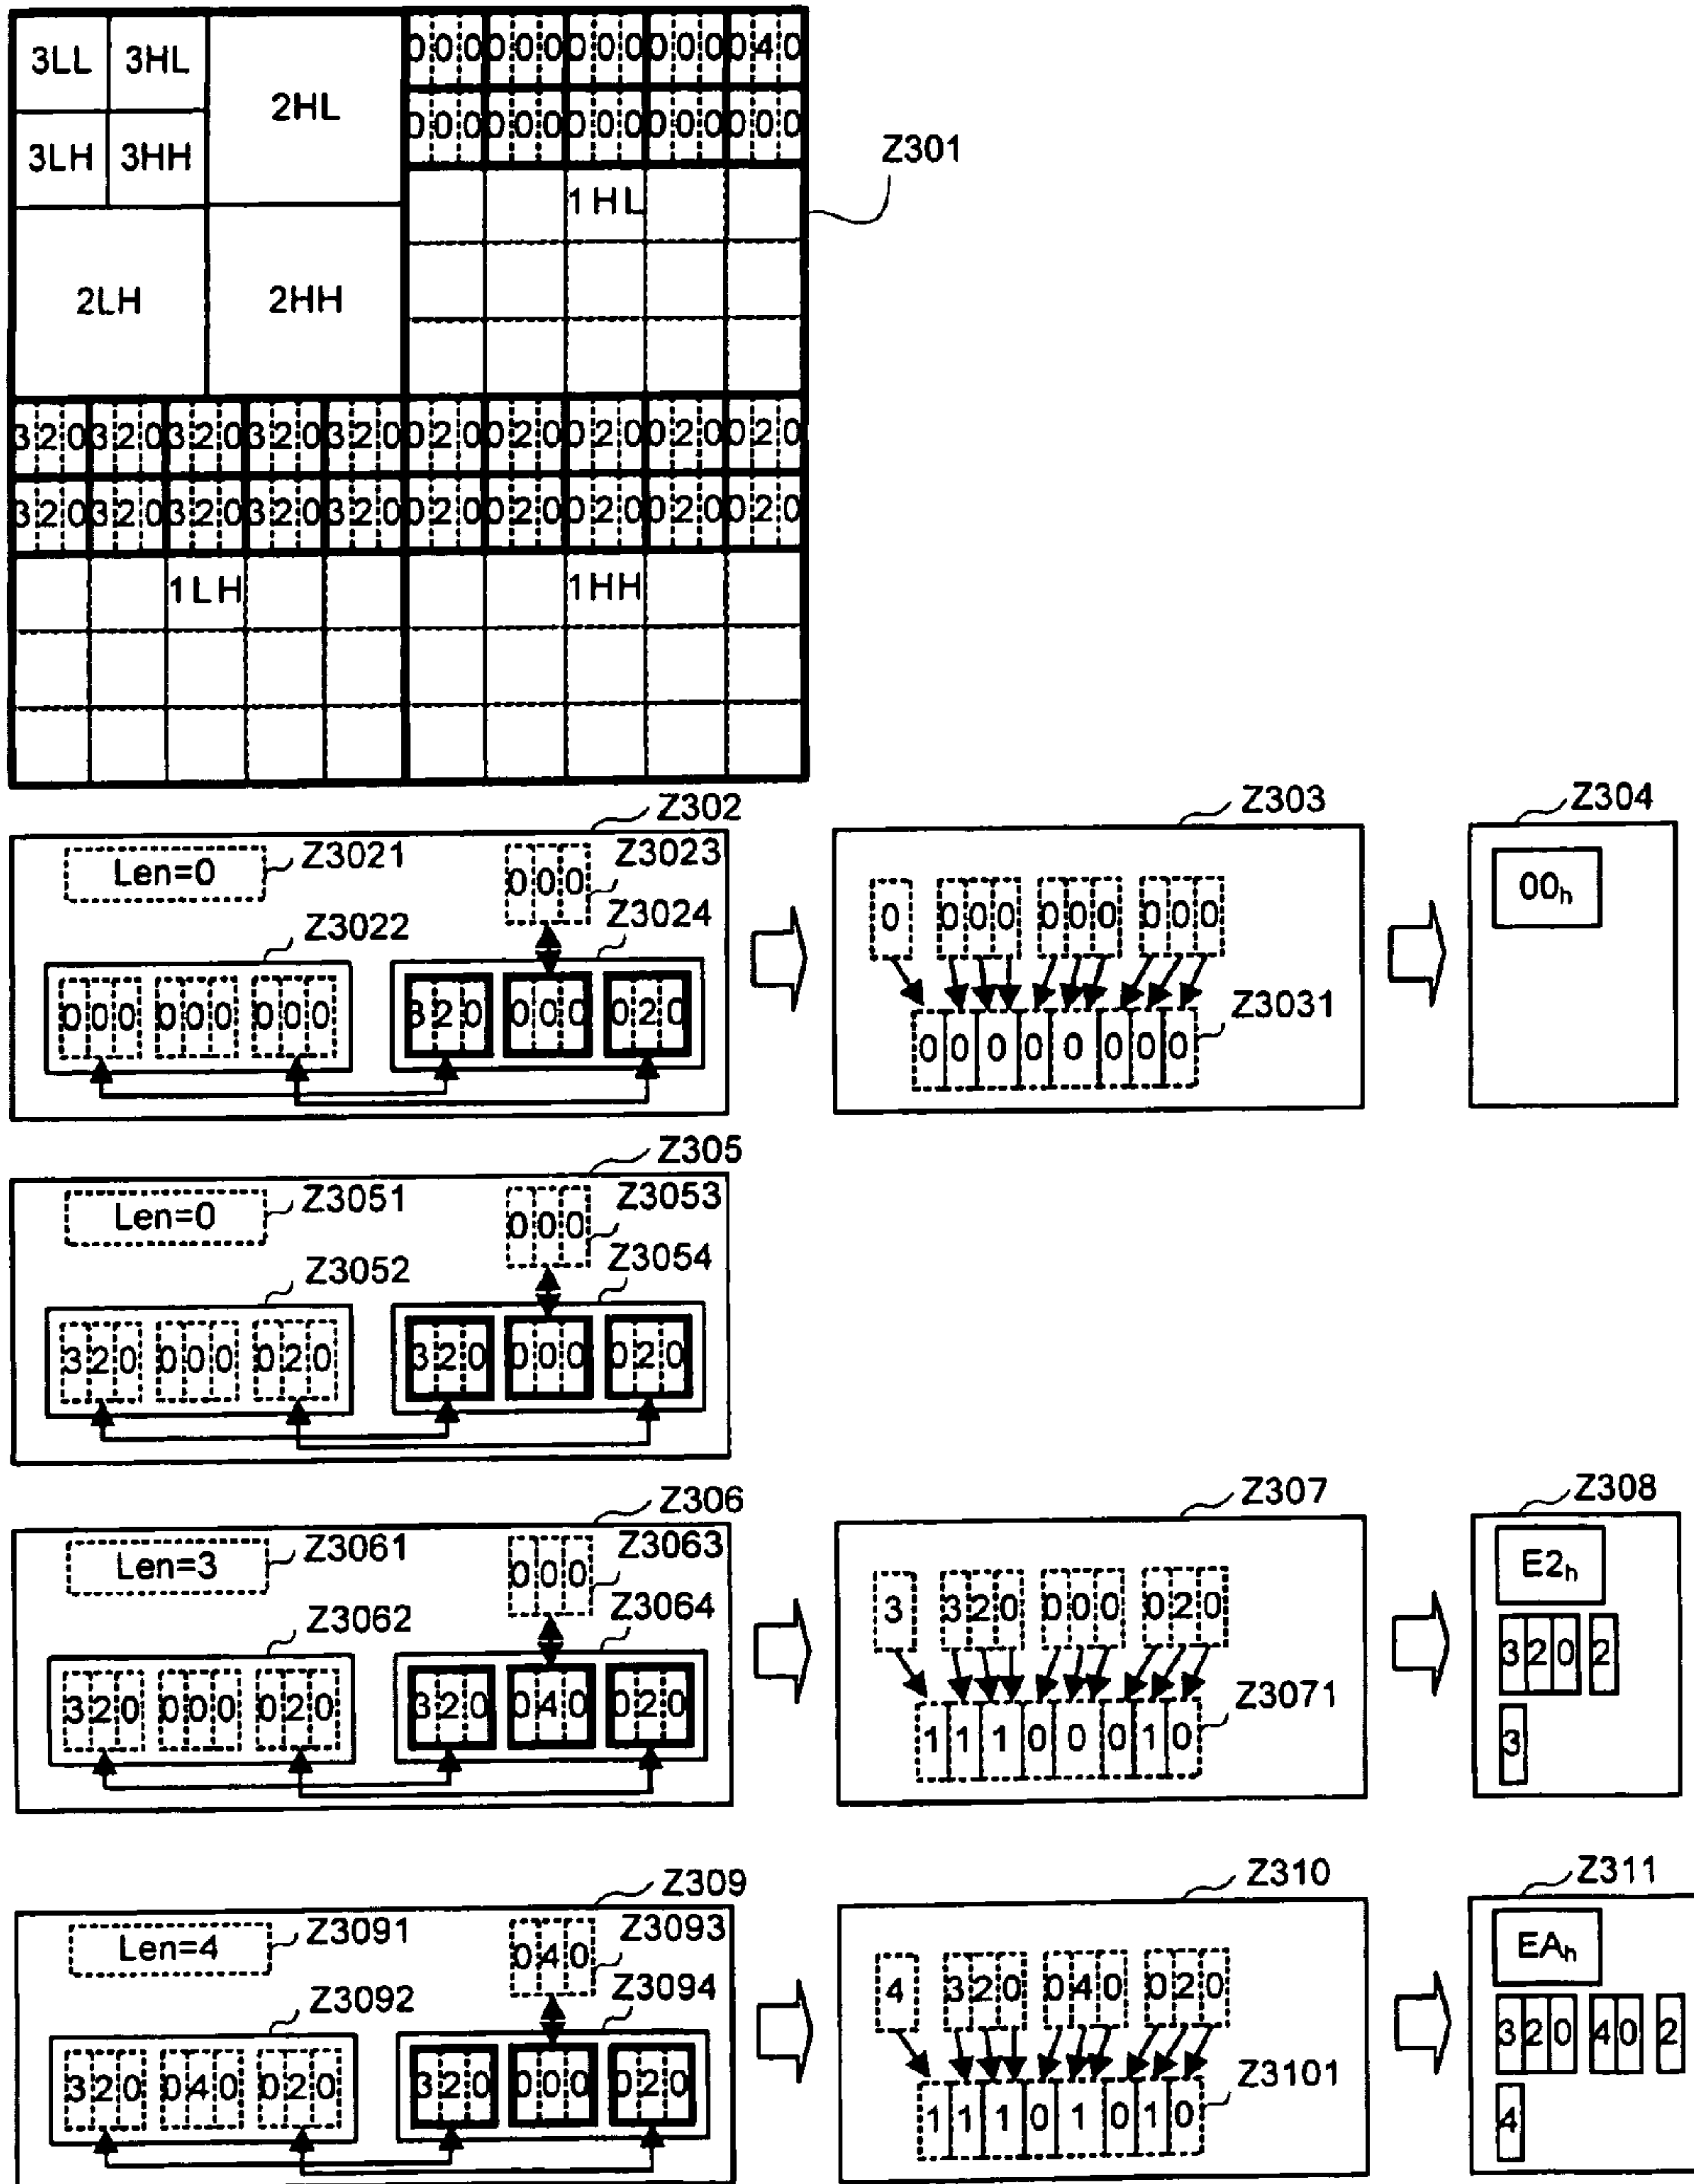 3LL 3HL 2HL 0 0 0 0 0 0 0 0 0 0 0 0 0 4 0
0 0 0 0 0 0 0 0 0 0 0 0 0 0 0
3LH 3HH Z301
1HL
2LH 2HH
3 2 0 3 2 0 3 2 0 3 2 0 3 2 0 0 2 0 0 2 0 0 2 0 0 2 0 0 2 0
3 2 0 3 2 0 3 2 0 3 2 0 3 2 0 0 2 0 0 2 0 0 2 0 0 2 0 0 2 0
1LH 1HH
Z302 Z303 Z304
Len=0 Z3021 0 0 0 Z3023
0 0 0 0 0 0 0 0 0 0 00h
Z3022 Z3024
0 0 0 0 0 0 0 0 0 3 2 0 0 0 0 0 2 0
0 0 0 0 0 0 0 0 Z3031
Z305
Len=0 Z3051 0 0 0 Z3053
Z3052 Z3054
3 2 0 0 0 0 0 2 0 3 2 0 0 0 0 0 2 0
Z306 Z307 Z308
Len=3 Z3061 0 0 0 Z3063
3 3 2 0 0 0 0 0 2 0 E2h
Z3062 Z3064
3 2 0 0 0 0 0 2 0 3 2 0 0 4 0 0 2 0
3 2 0 2
1 1 1 0 0 0 1 0 Z3071
3
Z309 Z310 Z311
Len=4 Z3091 0 4 0 Z3093
4 3 2 0 0 4 0 0 2 0 EAh
Z3092 Z3094
3 2 0 0 4 0 0 2 0 3 2 0 0 0 0 0 2 0
3 2 0 4 0 2
1 1 1 0 1 0 1 0 Z3101
4